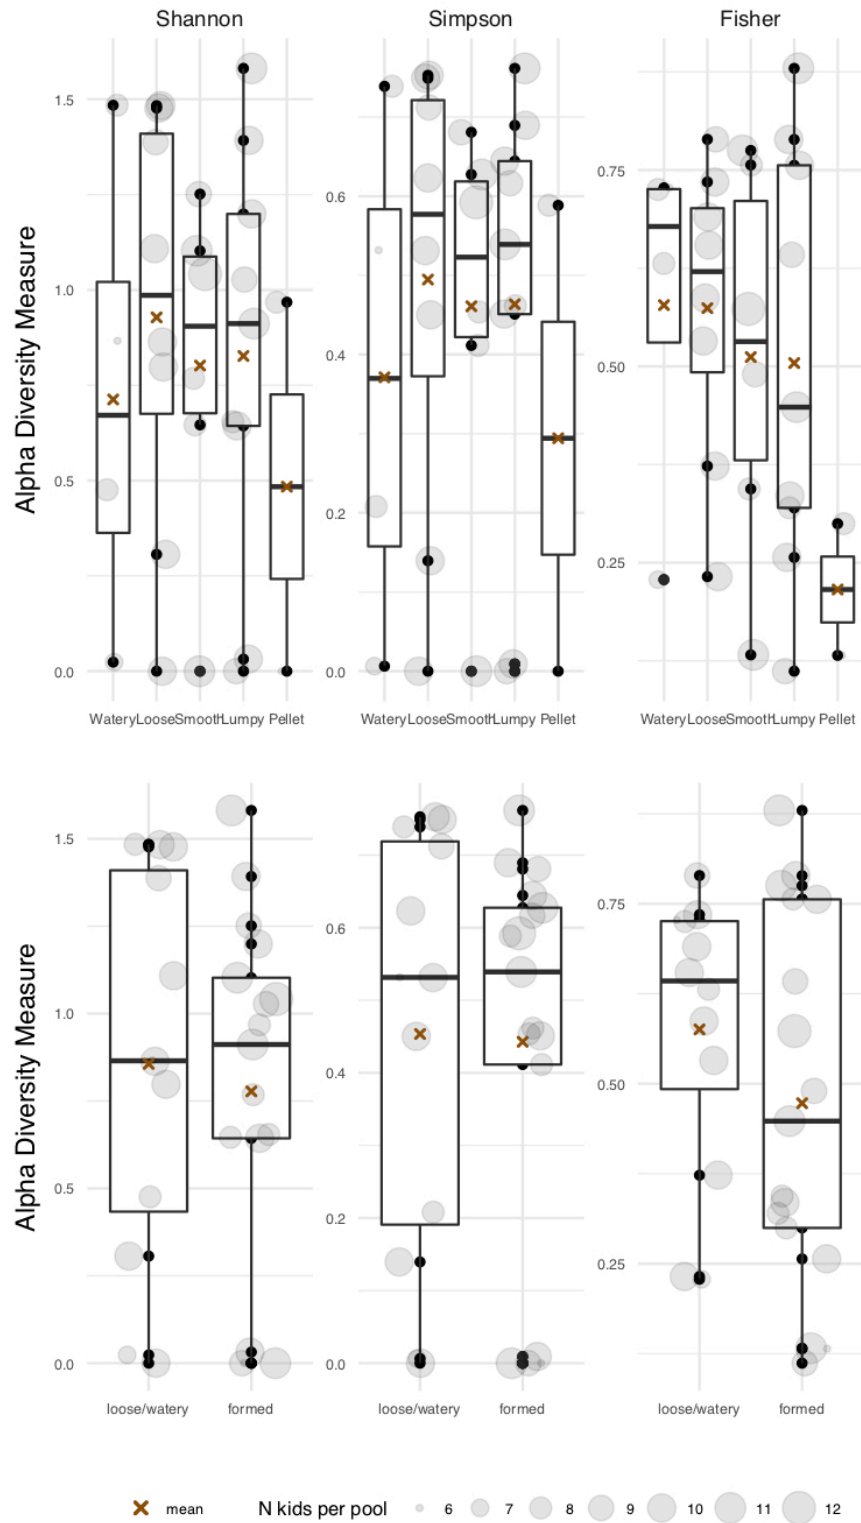 Shannon Simpson Fisher
Alpha Diversity Measure
1.5
1.0
0.5
0.0
0.6
0.4
0.2
0.0
0.75
0.50
0.25
Watery Loose Smooth Lumpy Pellet
Watery Loose Smooth Lumpy Pellet
Watery Loose Smooth Lumpy Pellet
Alpha Diversity Measure
1.5
1.0
0.5
0.0
0.6
0.4
0.2
0.0
0.75
0.50
0.25
loose/watery formed
loose/watery formed
loose/watery formed
mean N kids per pool 6 7 8 9 10 11 12